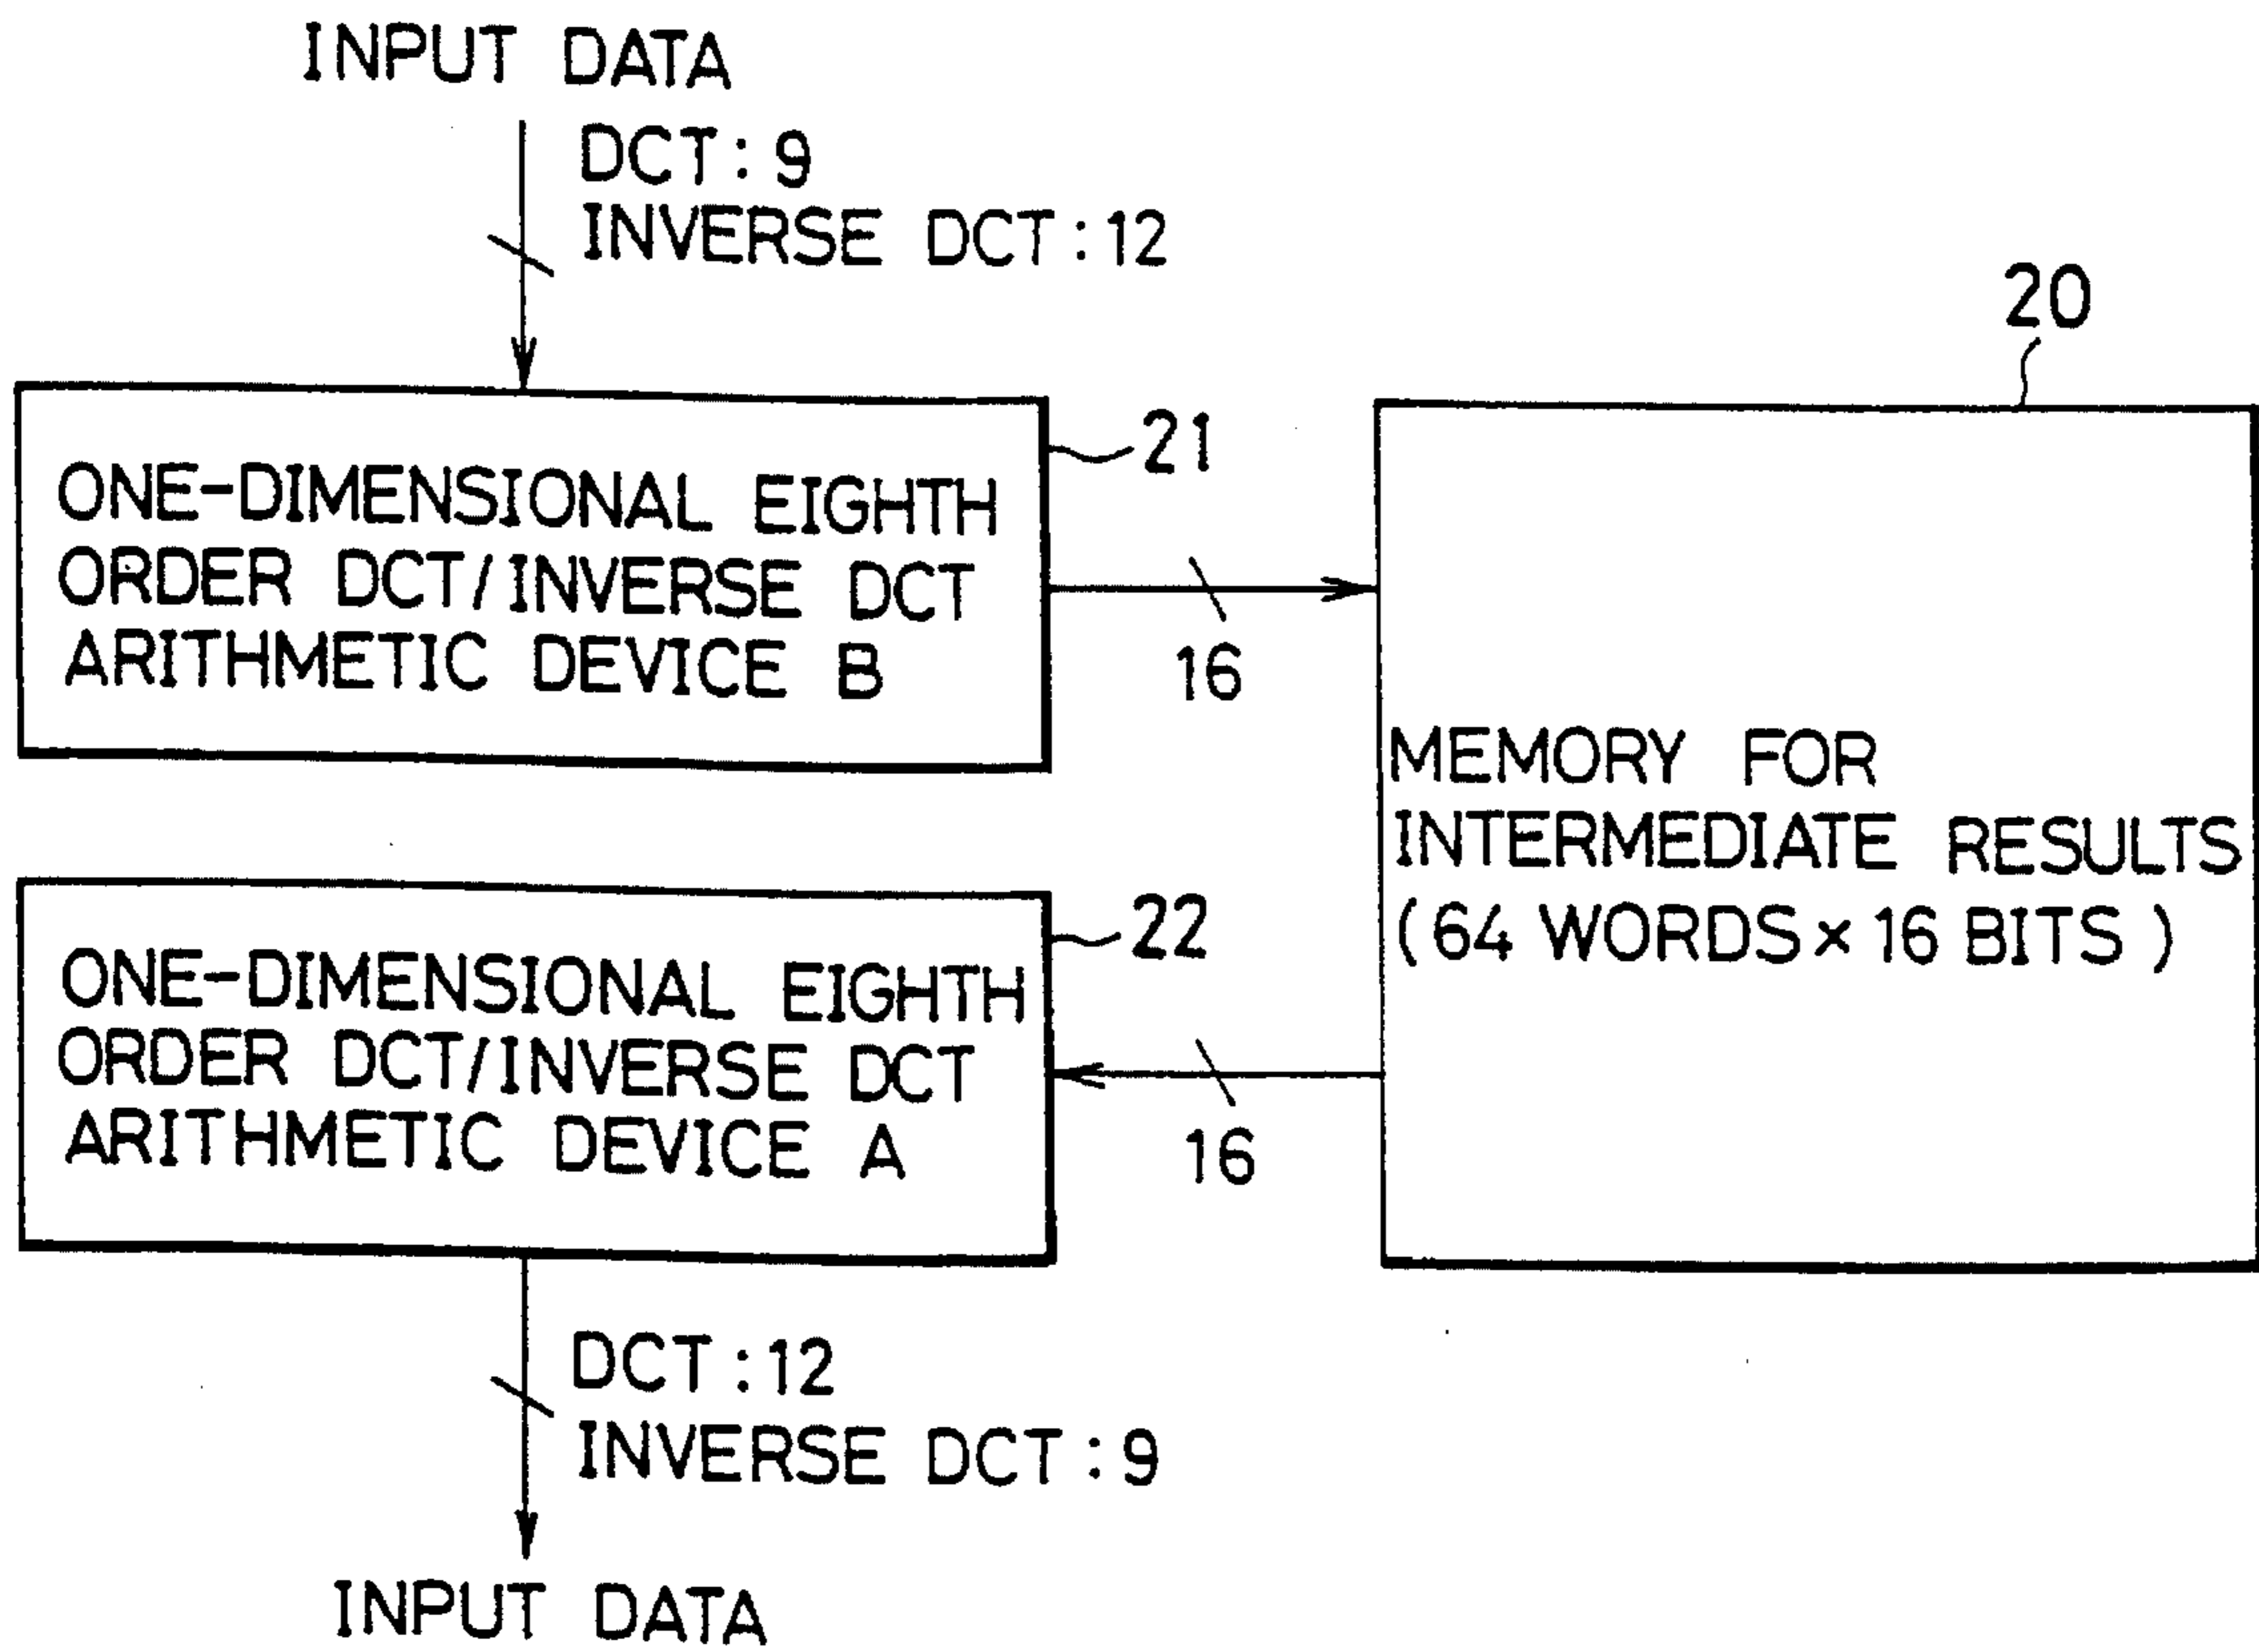 INPUT DATA
DCT:9
INVERSE DCT:12
20
21
ONE-DIMENSIONAL EIGHTH
ORDER DCT/INVERSE DCT
ARITHMETIC DEVICE B
16
MEMORY FOR
INTERMEDIATE RESULTS
(64 WORDS × 16 BITS)
22
ONE-DIMENSIONAL EIGHTH
ORDER DCT/INVERSE DCT
ARITHMETIC DEVICE A
16
DCT:12
INVERSE DCT:9
INPUT DATA